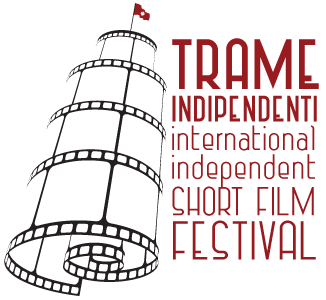 TRAME
INDIPENDENTI
international
independent
SHORT FILM
FESTIVAL